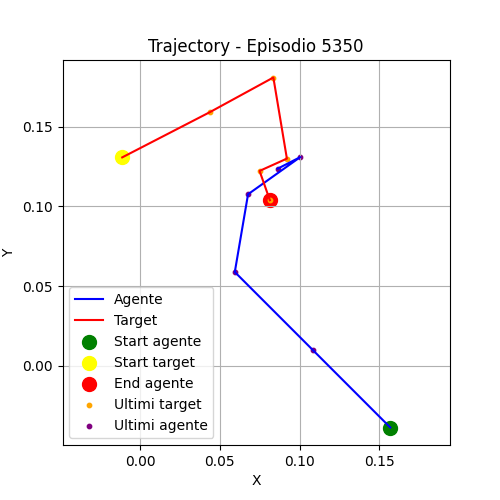 Trajectory - Episodio 5350
0.15
0.10
0.05
0.00
Y
Agente
Target
Start agente
Start target
End agente
Ultimi target
Ultimi agente
0.00 0.05 0.10 0.15
X